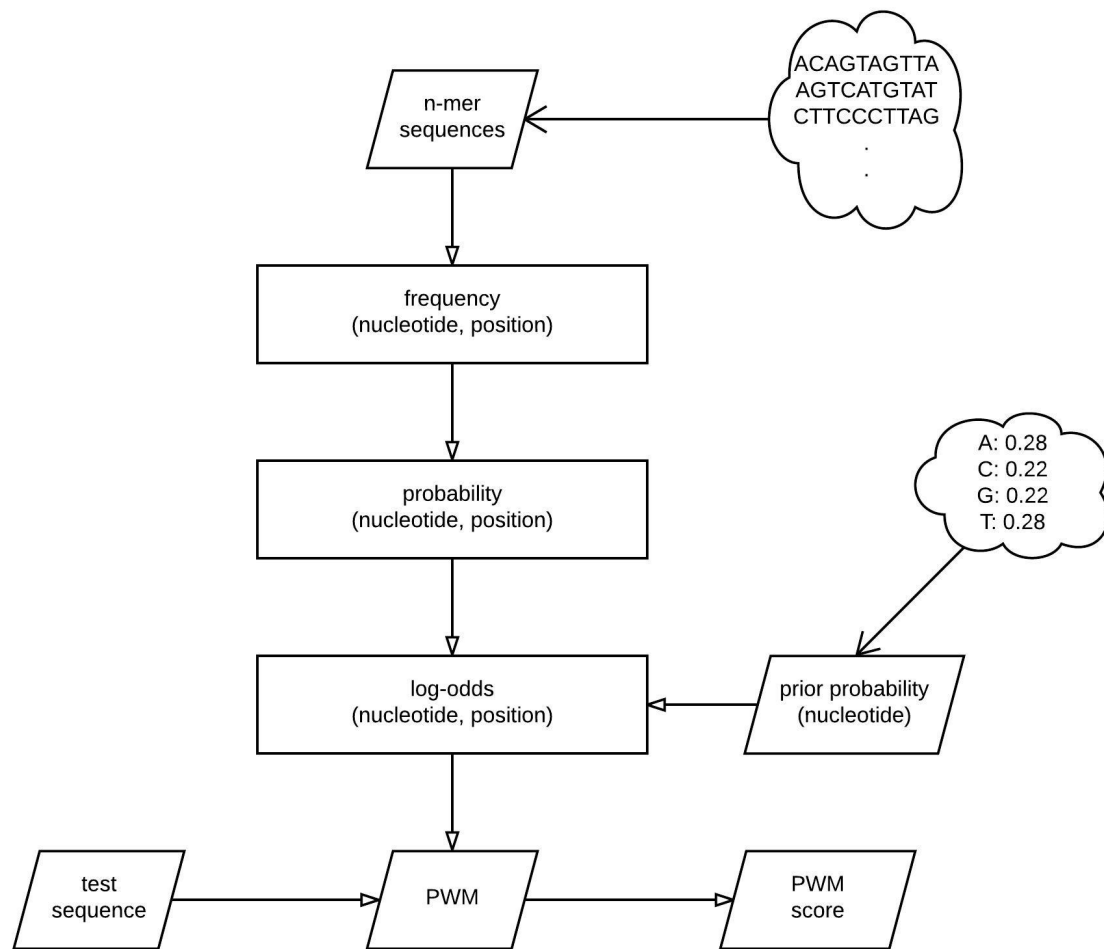 ACAGTAGTTA
AGTCATGTAT
CTTCCCTTAG
.
.
n-mer
sequences
frequency
(nucleotide, position)
probability
(nucleotide, position)
A: 0.28
C: 0.22
G: 0.22
T: 0.28
log-odds
(nucleotide, position)
prior probability
(nucleotide)
test
sequence
PWM
PWM
score